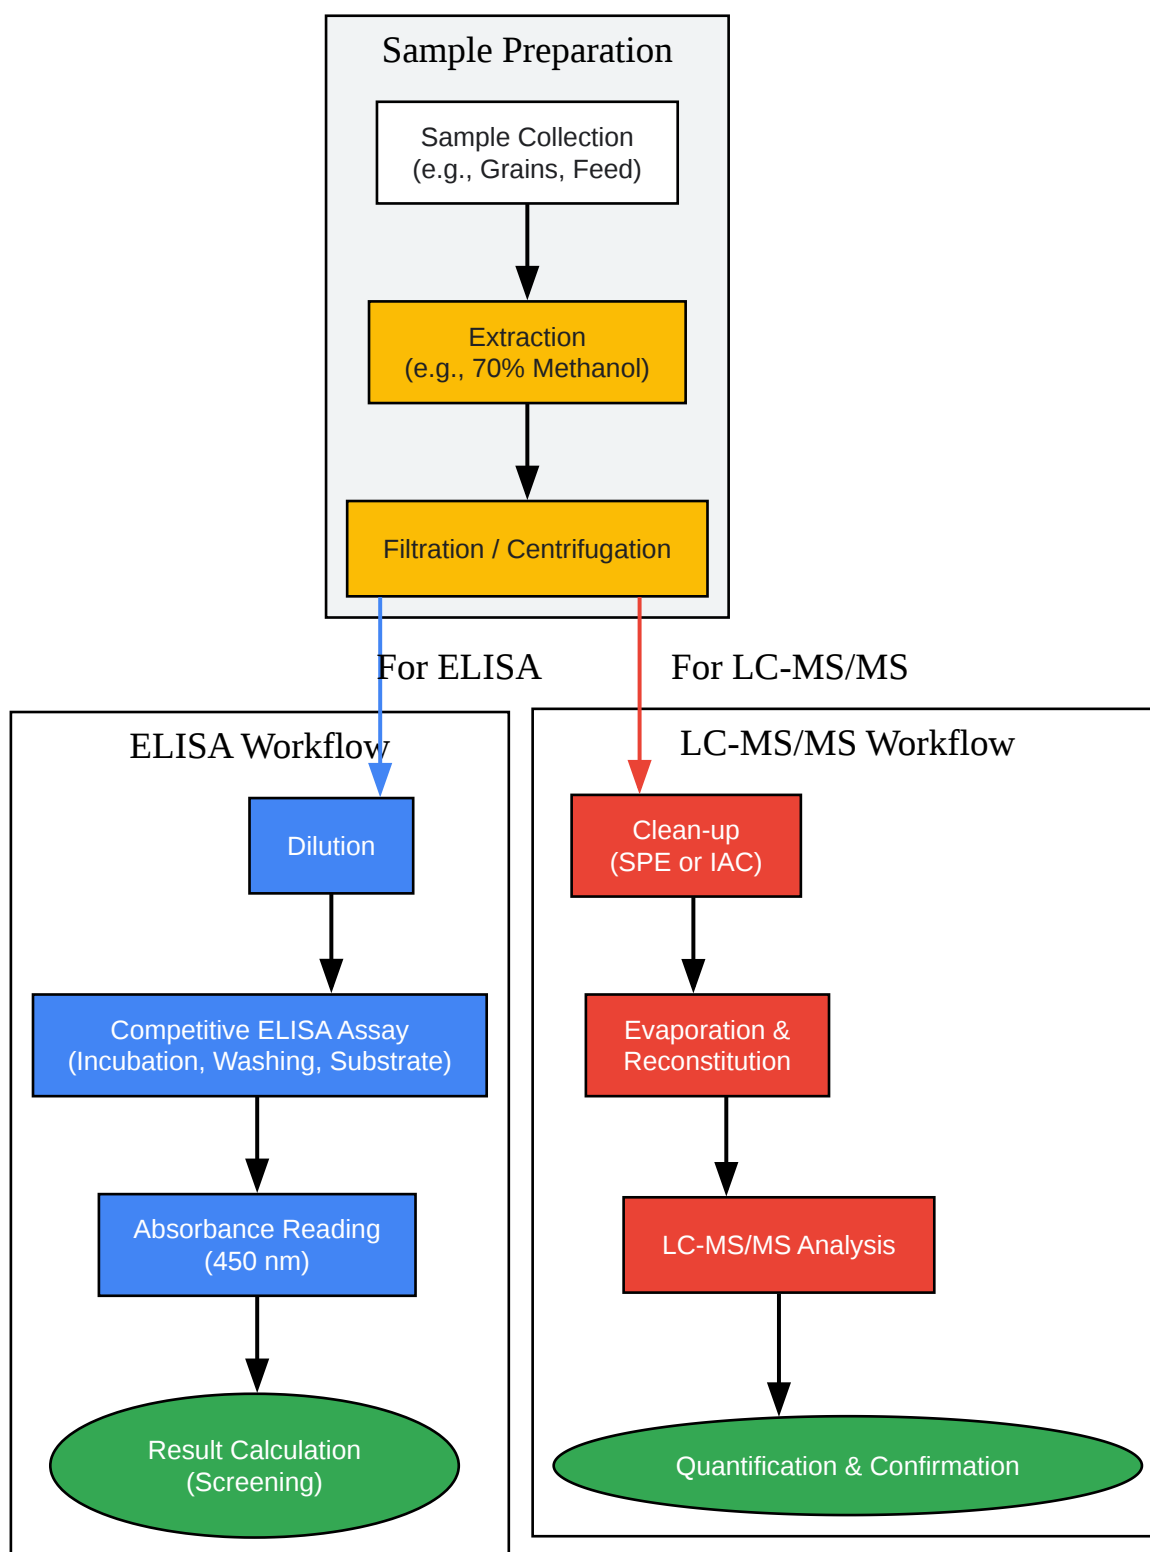 Sample Preparation
Sample Collection
(e.g., Grains, Feed)
Extraction
(e.g., 70% Methanol)
Filtration / Centrifugation
For ELISA
For LC-MS/MS
ELISA Workflow
Dilution
Competitive ELISA Assay
(Incubation, Washing, Substrate)
Absorbance Reading
(450 nm)
Result Calculation
(Screening)
LC-MS/MS Workflow
Clean-up
(SPE or IAC)
Evaporation &
Reconstitution
LC-MS/MS Analysis
Quantification & Confirmation